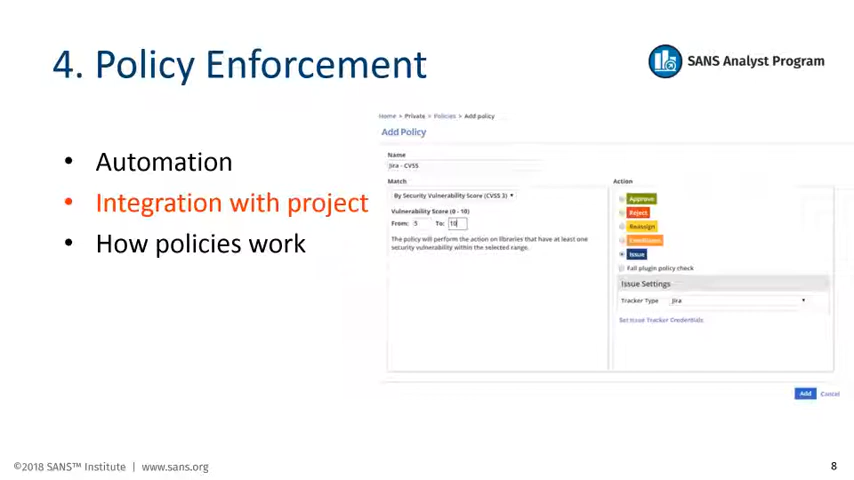 4. Policy Enforcement
SANS Analyst Program
• Automation
• Integration with project
• How policies work
Home > Private > Policies > Add policy
Add Policy
Name
Jira - CVSS
Match
By Security Vulnerability Score (CVSS 3)
Vulnerability Score (0 - 10)
From: 5 To: 10
The policy will perform the action on libraries that have at least one
security vulnerability within the selected range.
Action
Approve
Reject
Reassign
Conditions
Issue
Fail plugin policy check
Issue Settings
Tracker Type Jira
Set Issue Tracker Credentials
Add Cancel
©2018 SANS™ Institute | www.sans.org
8